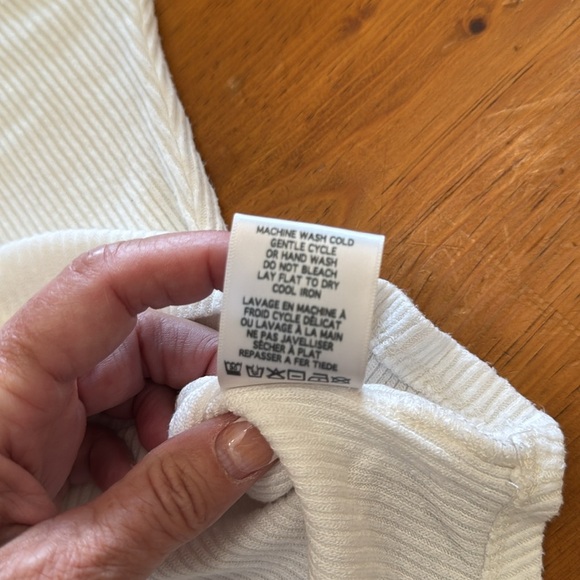 MACHINE WASH COLD
GENTLE CYCLE
OR HAND WASH
DO NOT BLEACH
LAY FLAT TO DRY
COOL IRON
LAVAGE EN MACHINE À
FROID CYCLE DÉLICAT
OU LAVAGE À LA MAIN
NE PAS JAVELLISER
SÉCHER À PLAT
REPASSER A FER TIEDE